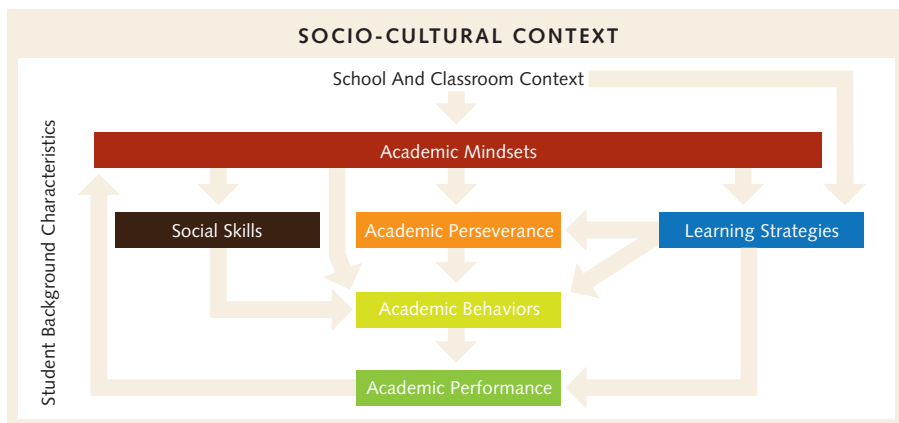 SOCIO-CULTURAL CONTEXT
School And Classroom Context
Student Background Characteristics
Academic Mindsets
Social Skills
Academic Perseverance
Learning Strategies
Academic Behaviors
Academic Performance